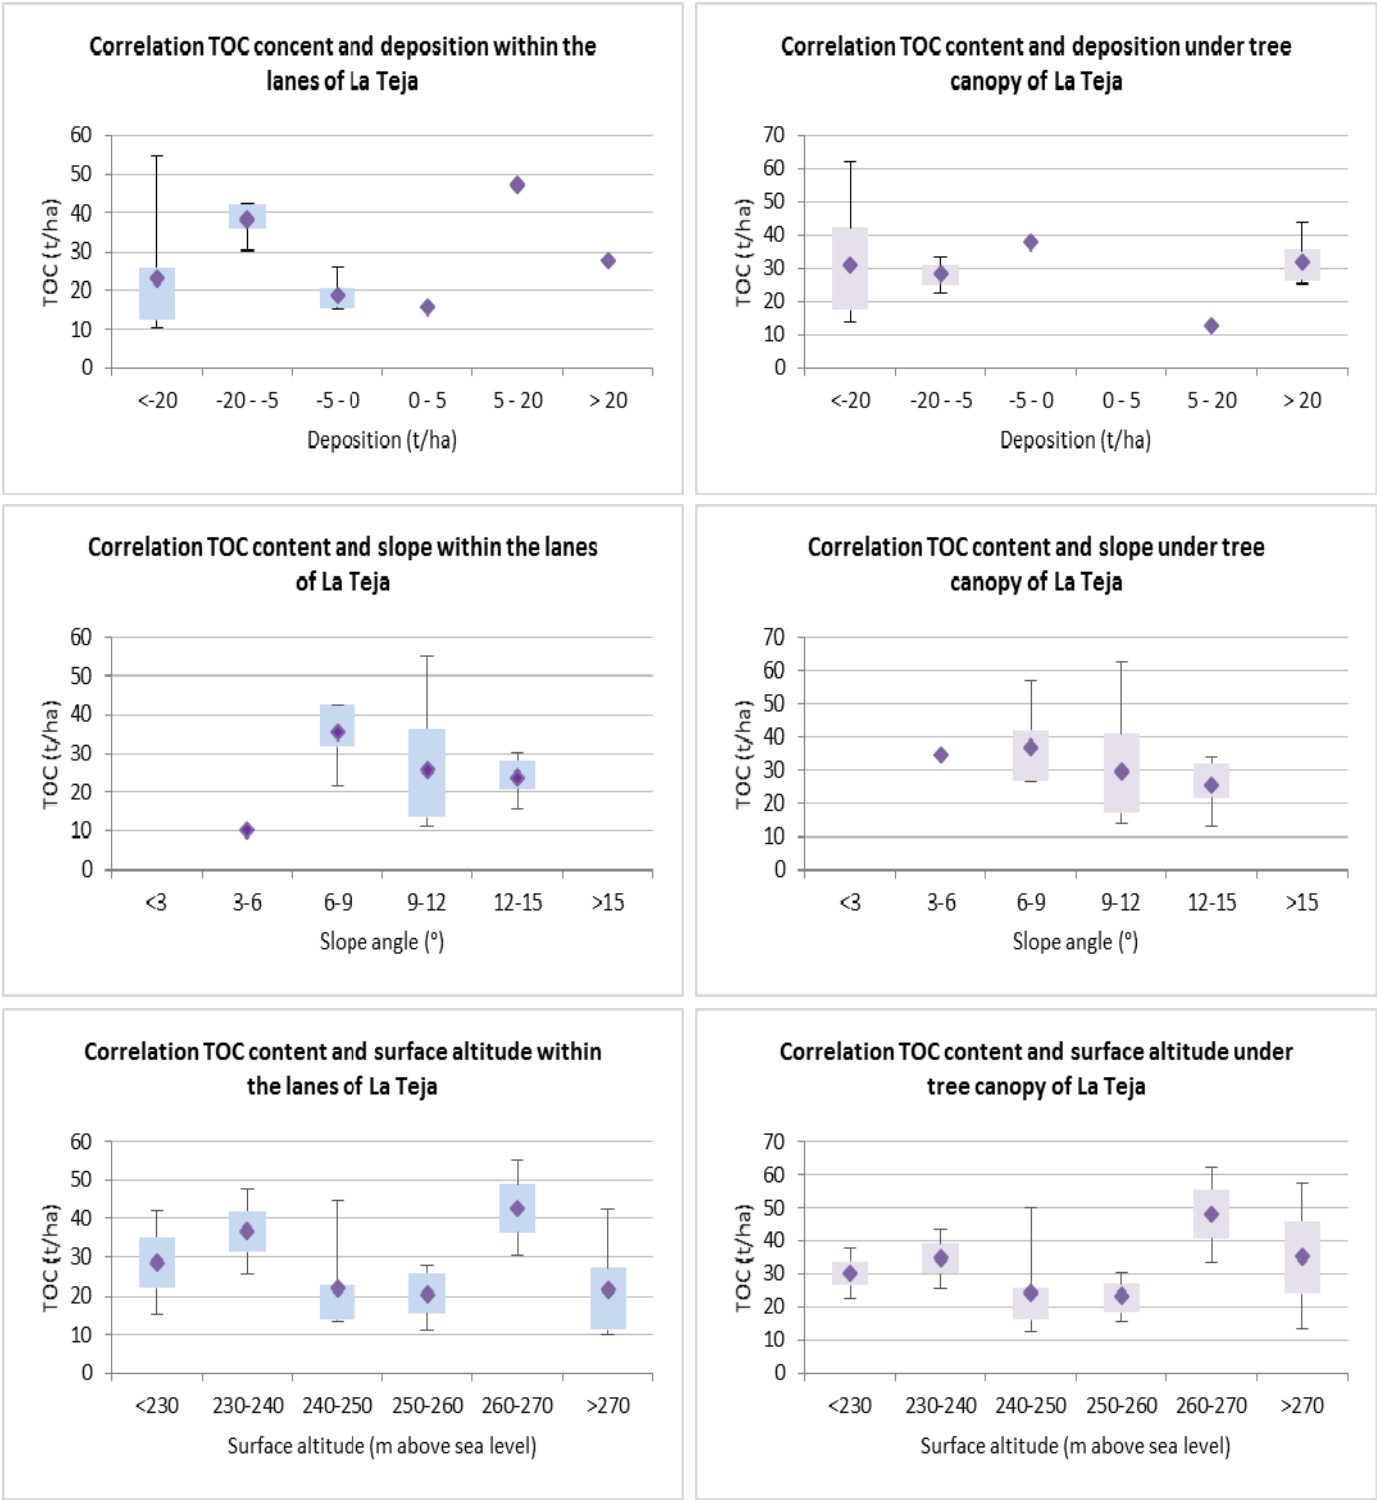 Correlation TOC concent and deposition within the
lanes of La Teja
60
50
40
30
20
10
0
TOC (t/ha)
<-20 -20 - -5 -5 - 0 0 - 5 5 - 20 > 20
Deposition (t/ha)
Correlation TOC content and deposition under tree
canopy of La Teja
70
60
50
40
30
20
10
0
TOC (t/ha)
<-20 -20 - -5 -5 - 0 0 - 5 5 - 20 > 20
Deposition (t/ha)
Correlation TOC content and slope within the lanes
of La Teja
60
50
40
30
20
10
0
TOC (t/ha)
<3 3-6 6-9 9-12 12-15 >15
Slope angle (°)
Correlation TOC content and slope under tree
canopy of La Teja
70
60
50
40
30
20
10
0
TOC (t/ha)
<3 3-6 6-9 9-12 12-15 >15
Slope angle (°)
Correlation TOC content and surface altitude within
the lanes of La Teja
60
50
40
30
20
10
0
TOC (t/ha)
<230 230-240 240-250 250-260 260-270 >270
Surface altitude (m above sea level)
Correlation TOC content and surface altitude under
tree canopy of La Teja
70
60
50
40
30
20
10
0
TOC (t/ha)
<230 230-240 240-250 250-260 260-270 >270
Surface altitude (m above sea level)